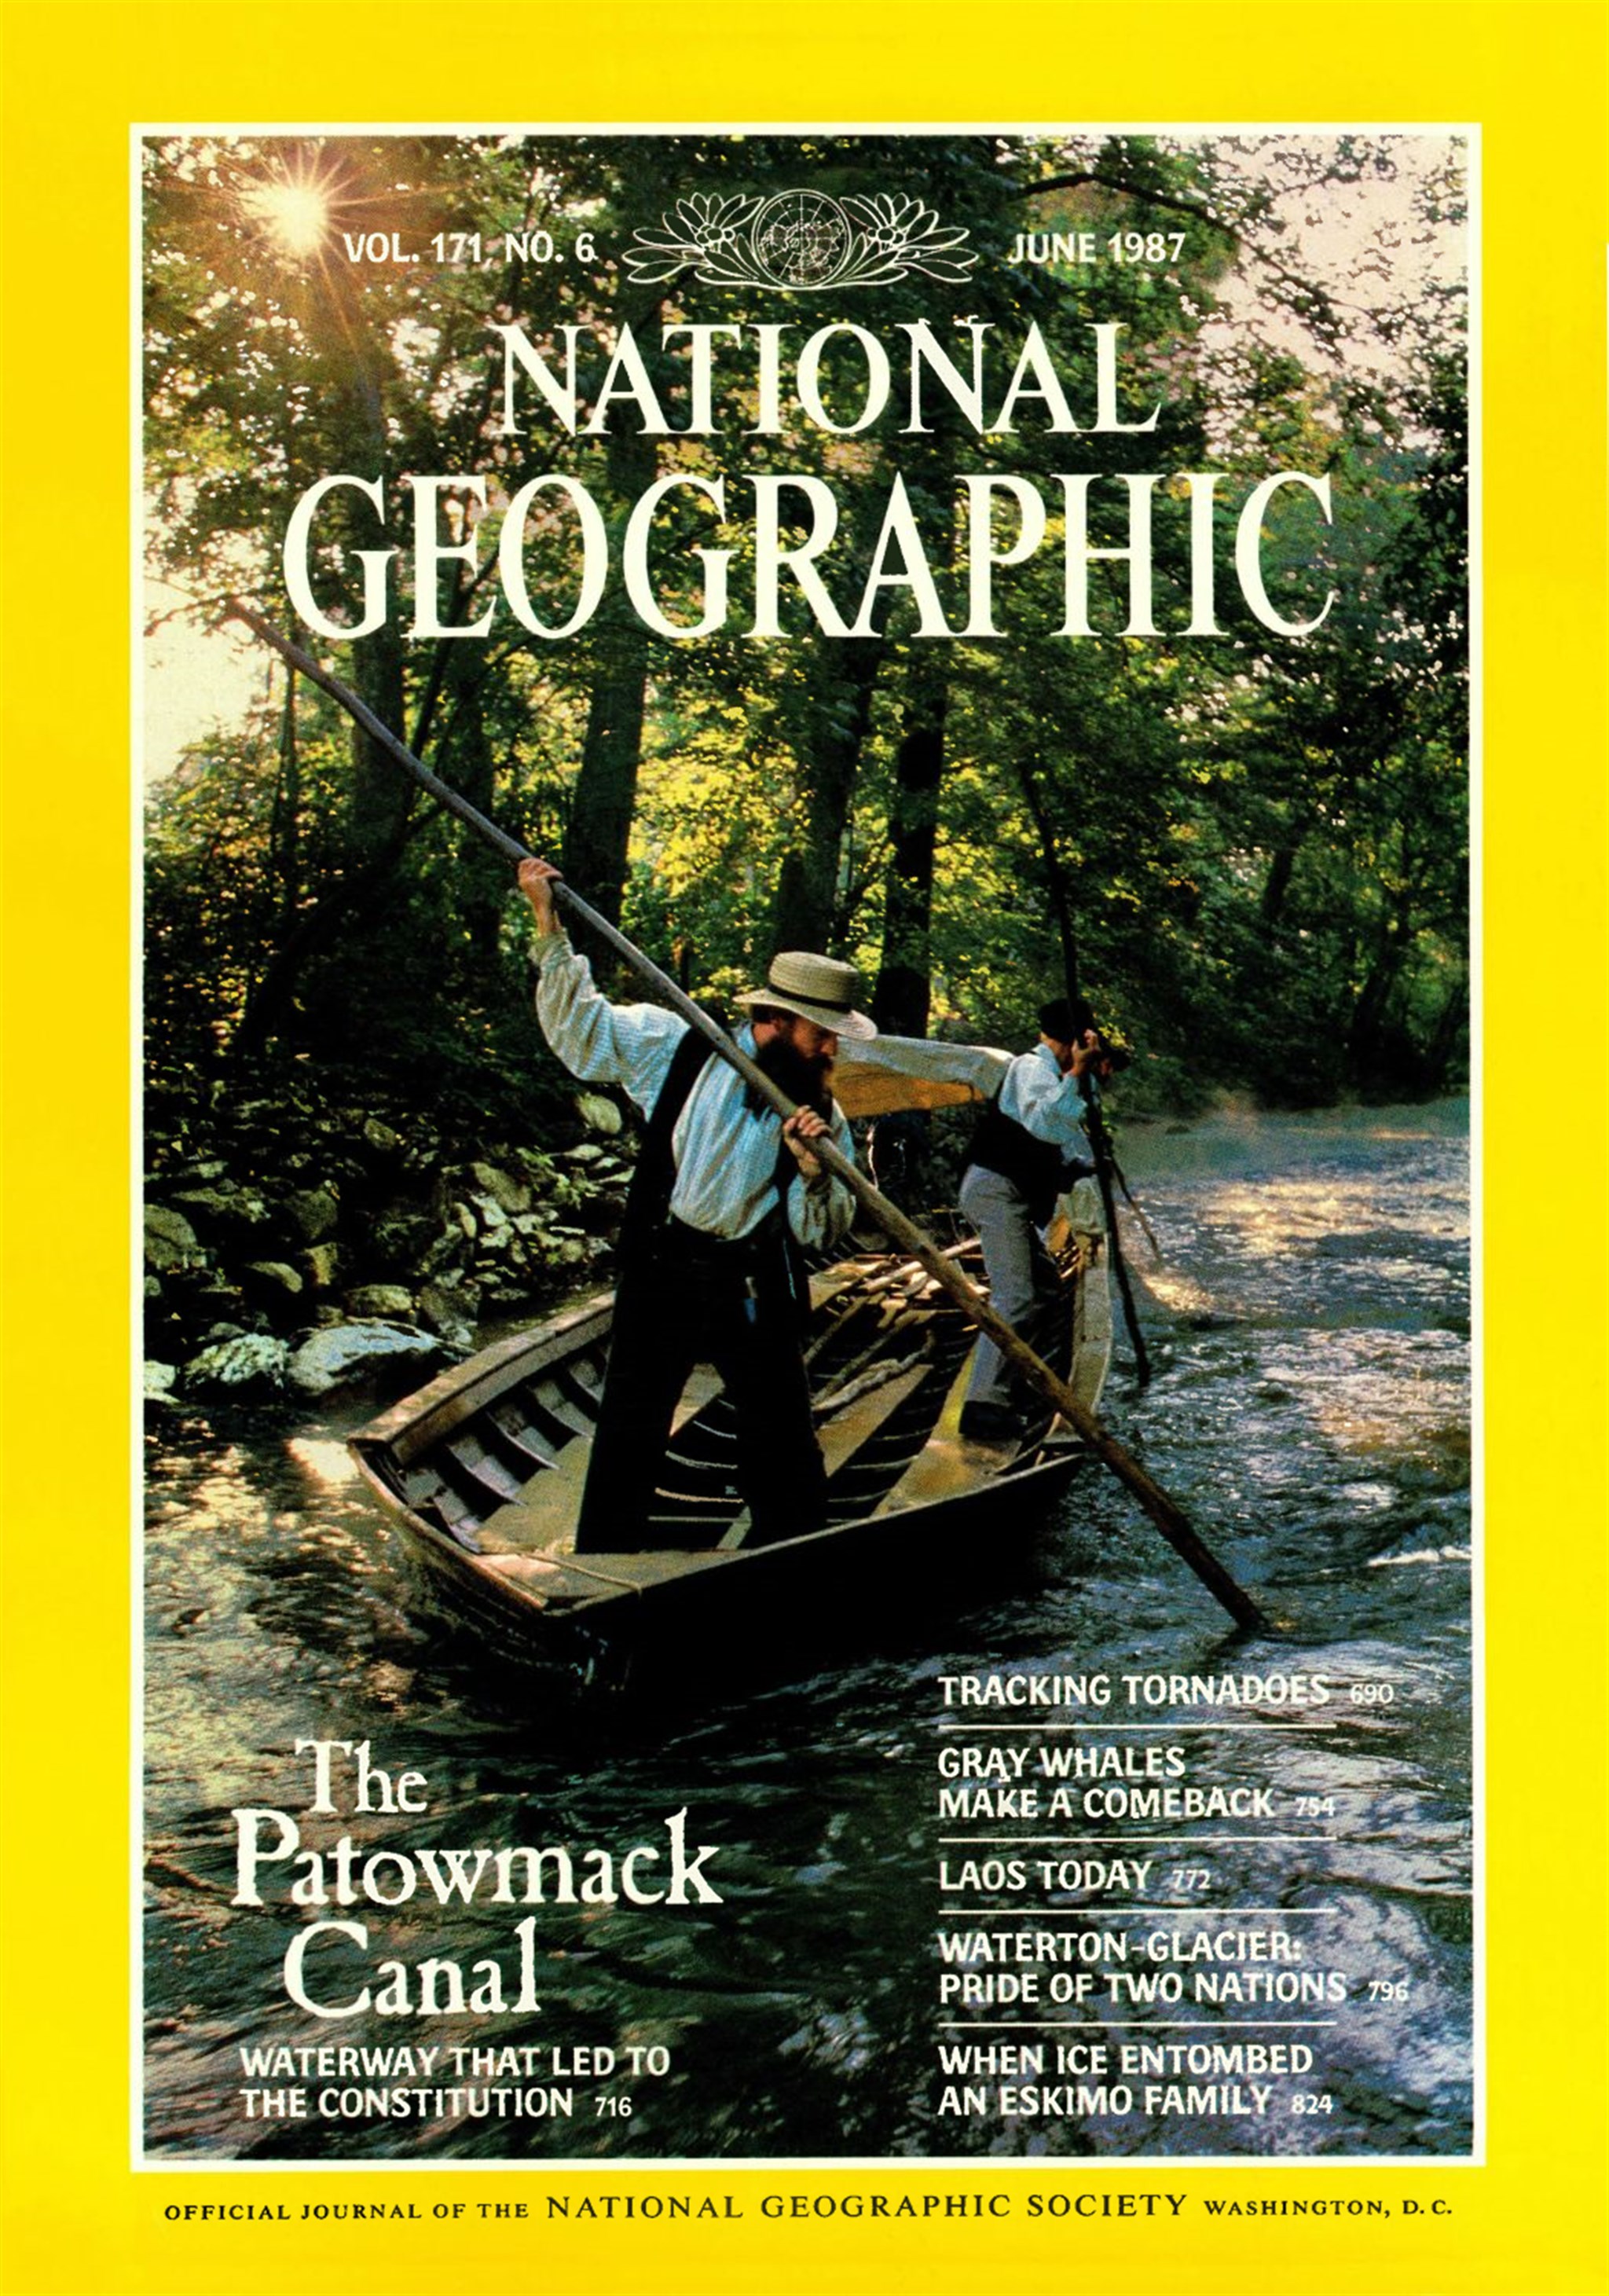 VOL. 171, NO. 6
JUNE 1987
NATIONAL
GEOGRAPHIC
The
Patowmack
Canal
WATERWAY THAT LED TO
THE CONSTITUTION 716
TRACKING TORNADOES 690
GRAY WHALES
MAKE A COMEBACK 754
LAOS TODAY 772
WATERTON-GLACIER:
PRIDE OF TWO NATIONS 796
WHEN ICE ENTOMBED
AN ESKIMO FAMILY 824
OFFICIAL JOURNAL OF THE NATIONAL GEOGRAPHIC SOCIETY WASHINGTON, D.C.